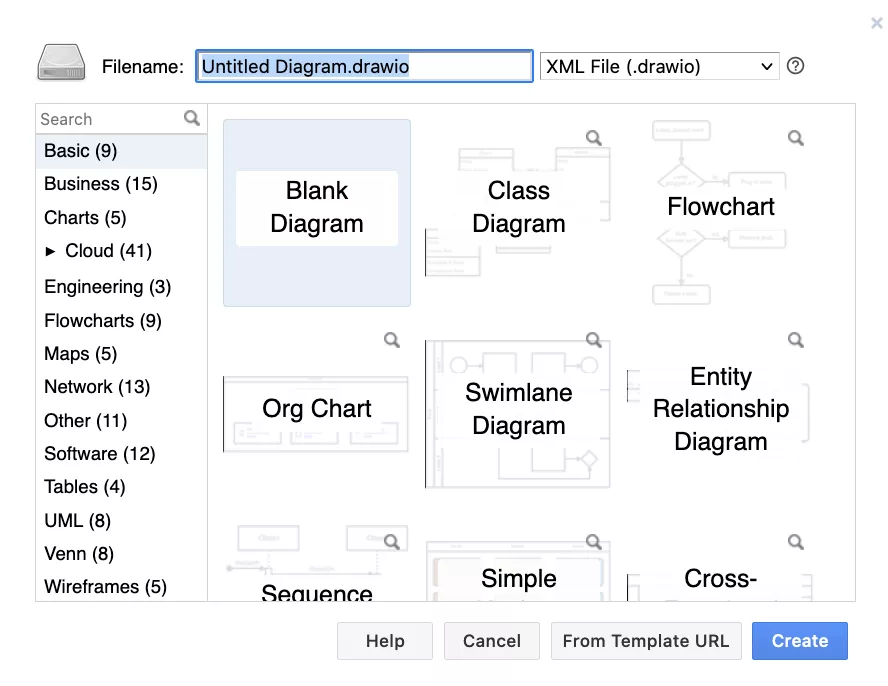 Filename:
Untitled Diagram.drawio
XML File (.drawio)
Search
Basic (9)
Business (15)
Charts (5)
Cloud (41)
Engineering (3)
Flowcharts (9)
Maps (5)
Network (13)
Other (11)
Software (12)
Tables (4)
UML (8)
Venn (8)
Wireframes (5)
Blank
Diagram
Class
Diagram
Flowchart
Org Chart
Swimlane
Diagram
Entity
Relationship
Diagram
Sequence
Simple
Cross-
Help
Cancel
From Template URL
Create